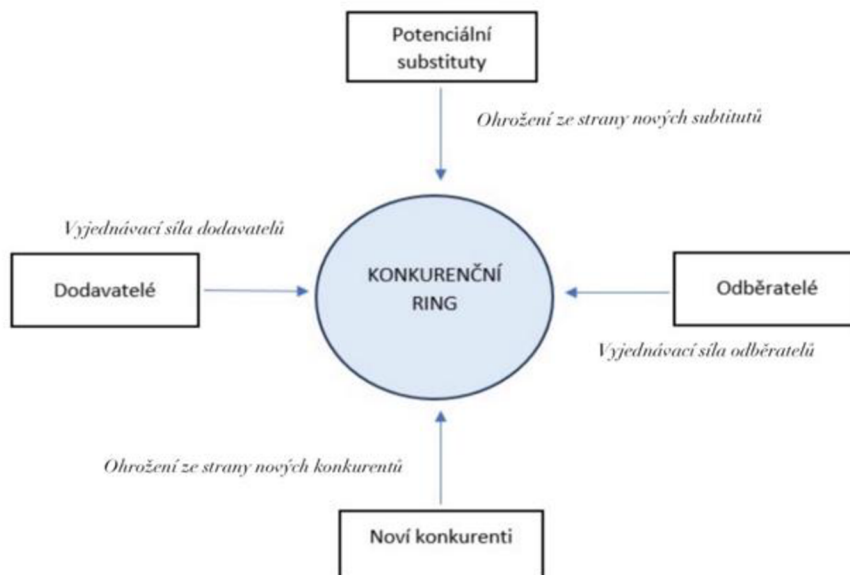 Potenciální
substituty
Ohrožení ze strany nových subtitutů
Vyjednávací síla dodavatelů
Dodavatelé
KONKURENČNÍ
RING
Odběratelé
Vyjednávací síla odběratelů
Ohrožení ze strany nových konkurentů
Noví konkurenti